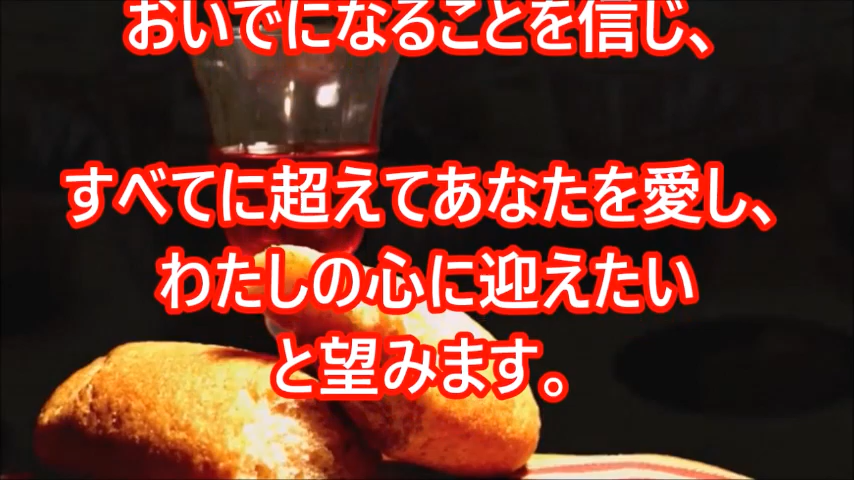 おいでになることを信じ、
すべてに超えてあなたを愛し、
わたしの心に迎えたい
と望みます。